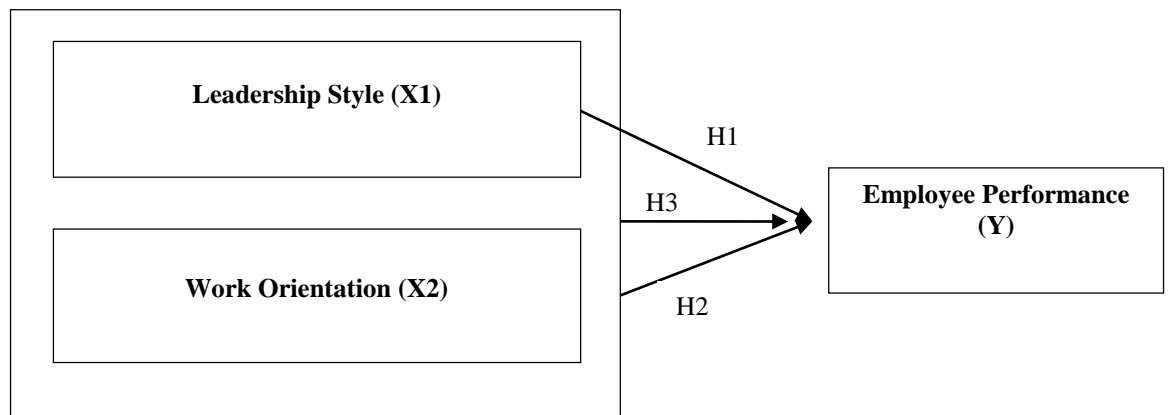 Leadership Style (X1)
H1
Employee Performance
(Y)
H3
Work Orientation (X2)
H2